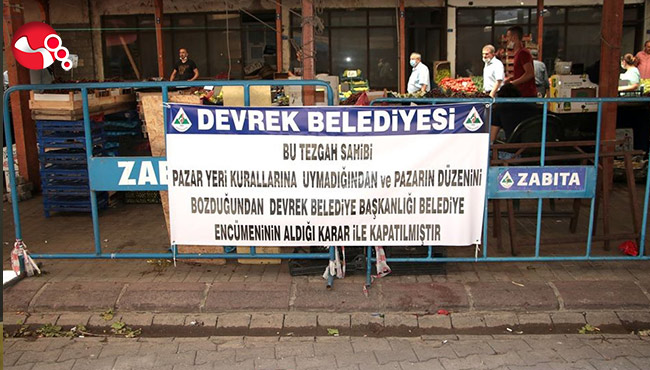 DEVREK BELEDİYESİ
BU TEZGAH SAHİBİ
PAZAR YERİ KURALLARINA UYMADIĞINDAN ve PAZARIN DÜZENİNİ
BOZDUĞUNDAN DEVREK BELEDİYE BAŞKANLIĞI BELEDİYE
ENCÜMENİNİN ALDIĞI KARAR İLE KAPATILMIŞTIR
ZABITA
ZABITA